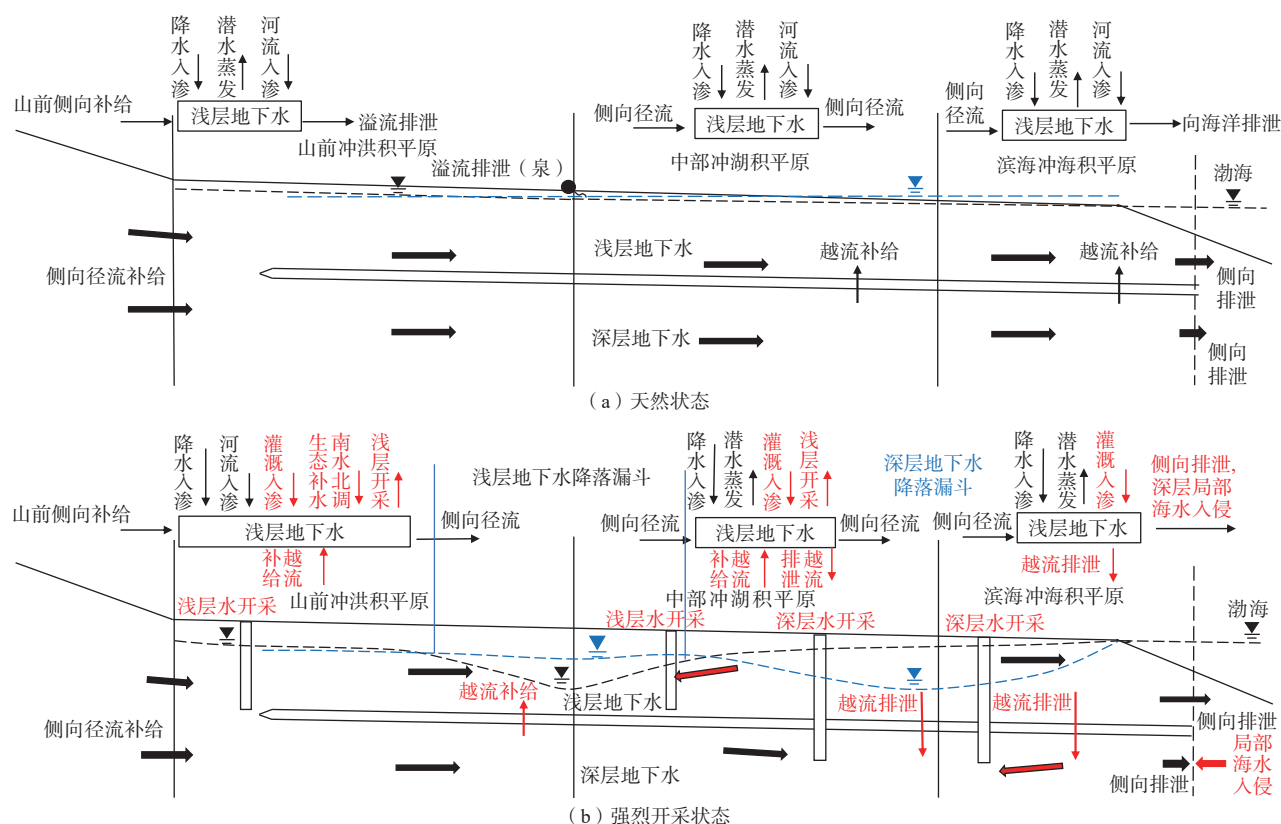 降水入渗
潜水蒸发
河流入渗
山前侧向补给
浅层地下水
溢流排泄
山前冲洪积平原
降水入渗
潜水蒸发
河流入渗
侧向径流
浅层地下水
侧向径流
中部冲湖积平原
降水入渗
潜水蒸发
河流入渗
侧向
径流
浅层地下水
向海洋排泄
滨海冲海积平原
溢流排泄（泉）
渤海
侧向径流补给
浅层地下水
越流补给
越流补给
侧向
排泄
深层地下水
侧向
排泄
（a）天然状态
降水入渗
河流入渗
灌溉入渗
生态补水
南水北调
浅层开采
山前侧向补给
浅层地下水
侧向径流
补给
越流
山前冲洪积平原
浅层地下水降落漏斗
降水入渗
潜水蒸发
灌溉入渗
浅层开采
侧向径流
浅层地下水
侧向径流
补给
越流
排泄
越流
中部冲湖积平原
深层地下水
降落漏斗
降水入渗
潜水蒸发
灌溉入渗
侧向径流
浅层地下水
侧向排泄,
深层局部
海水入侵
越流排泄
滨海冲海积平原
浅层水开采
浅层水开采
深层水开采
深层水开采
渤海
越流补给
浅层地下水
越流排泄
越流排泄
侧向径流补给
侧向排泄
深层地下水
侧向排泄
局部
海水
入侵
（b）强烈开采状态